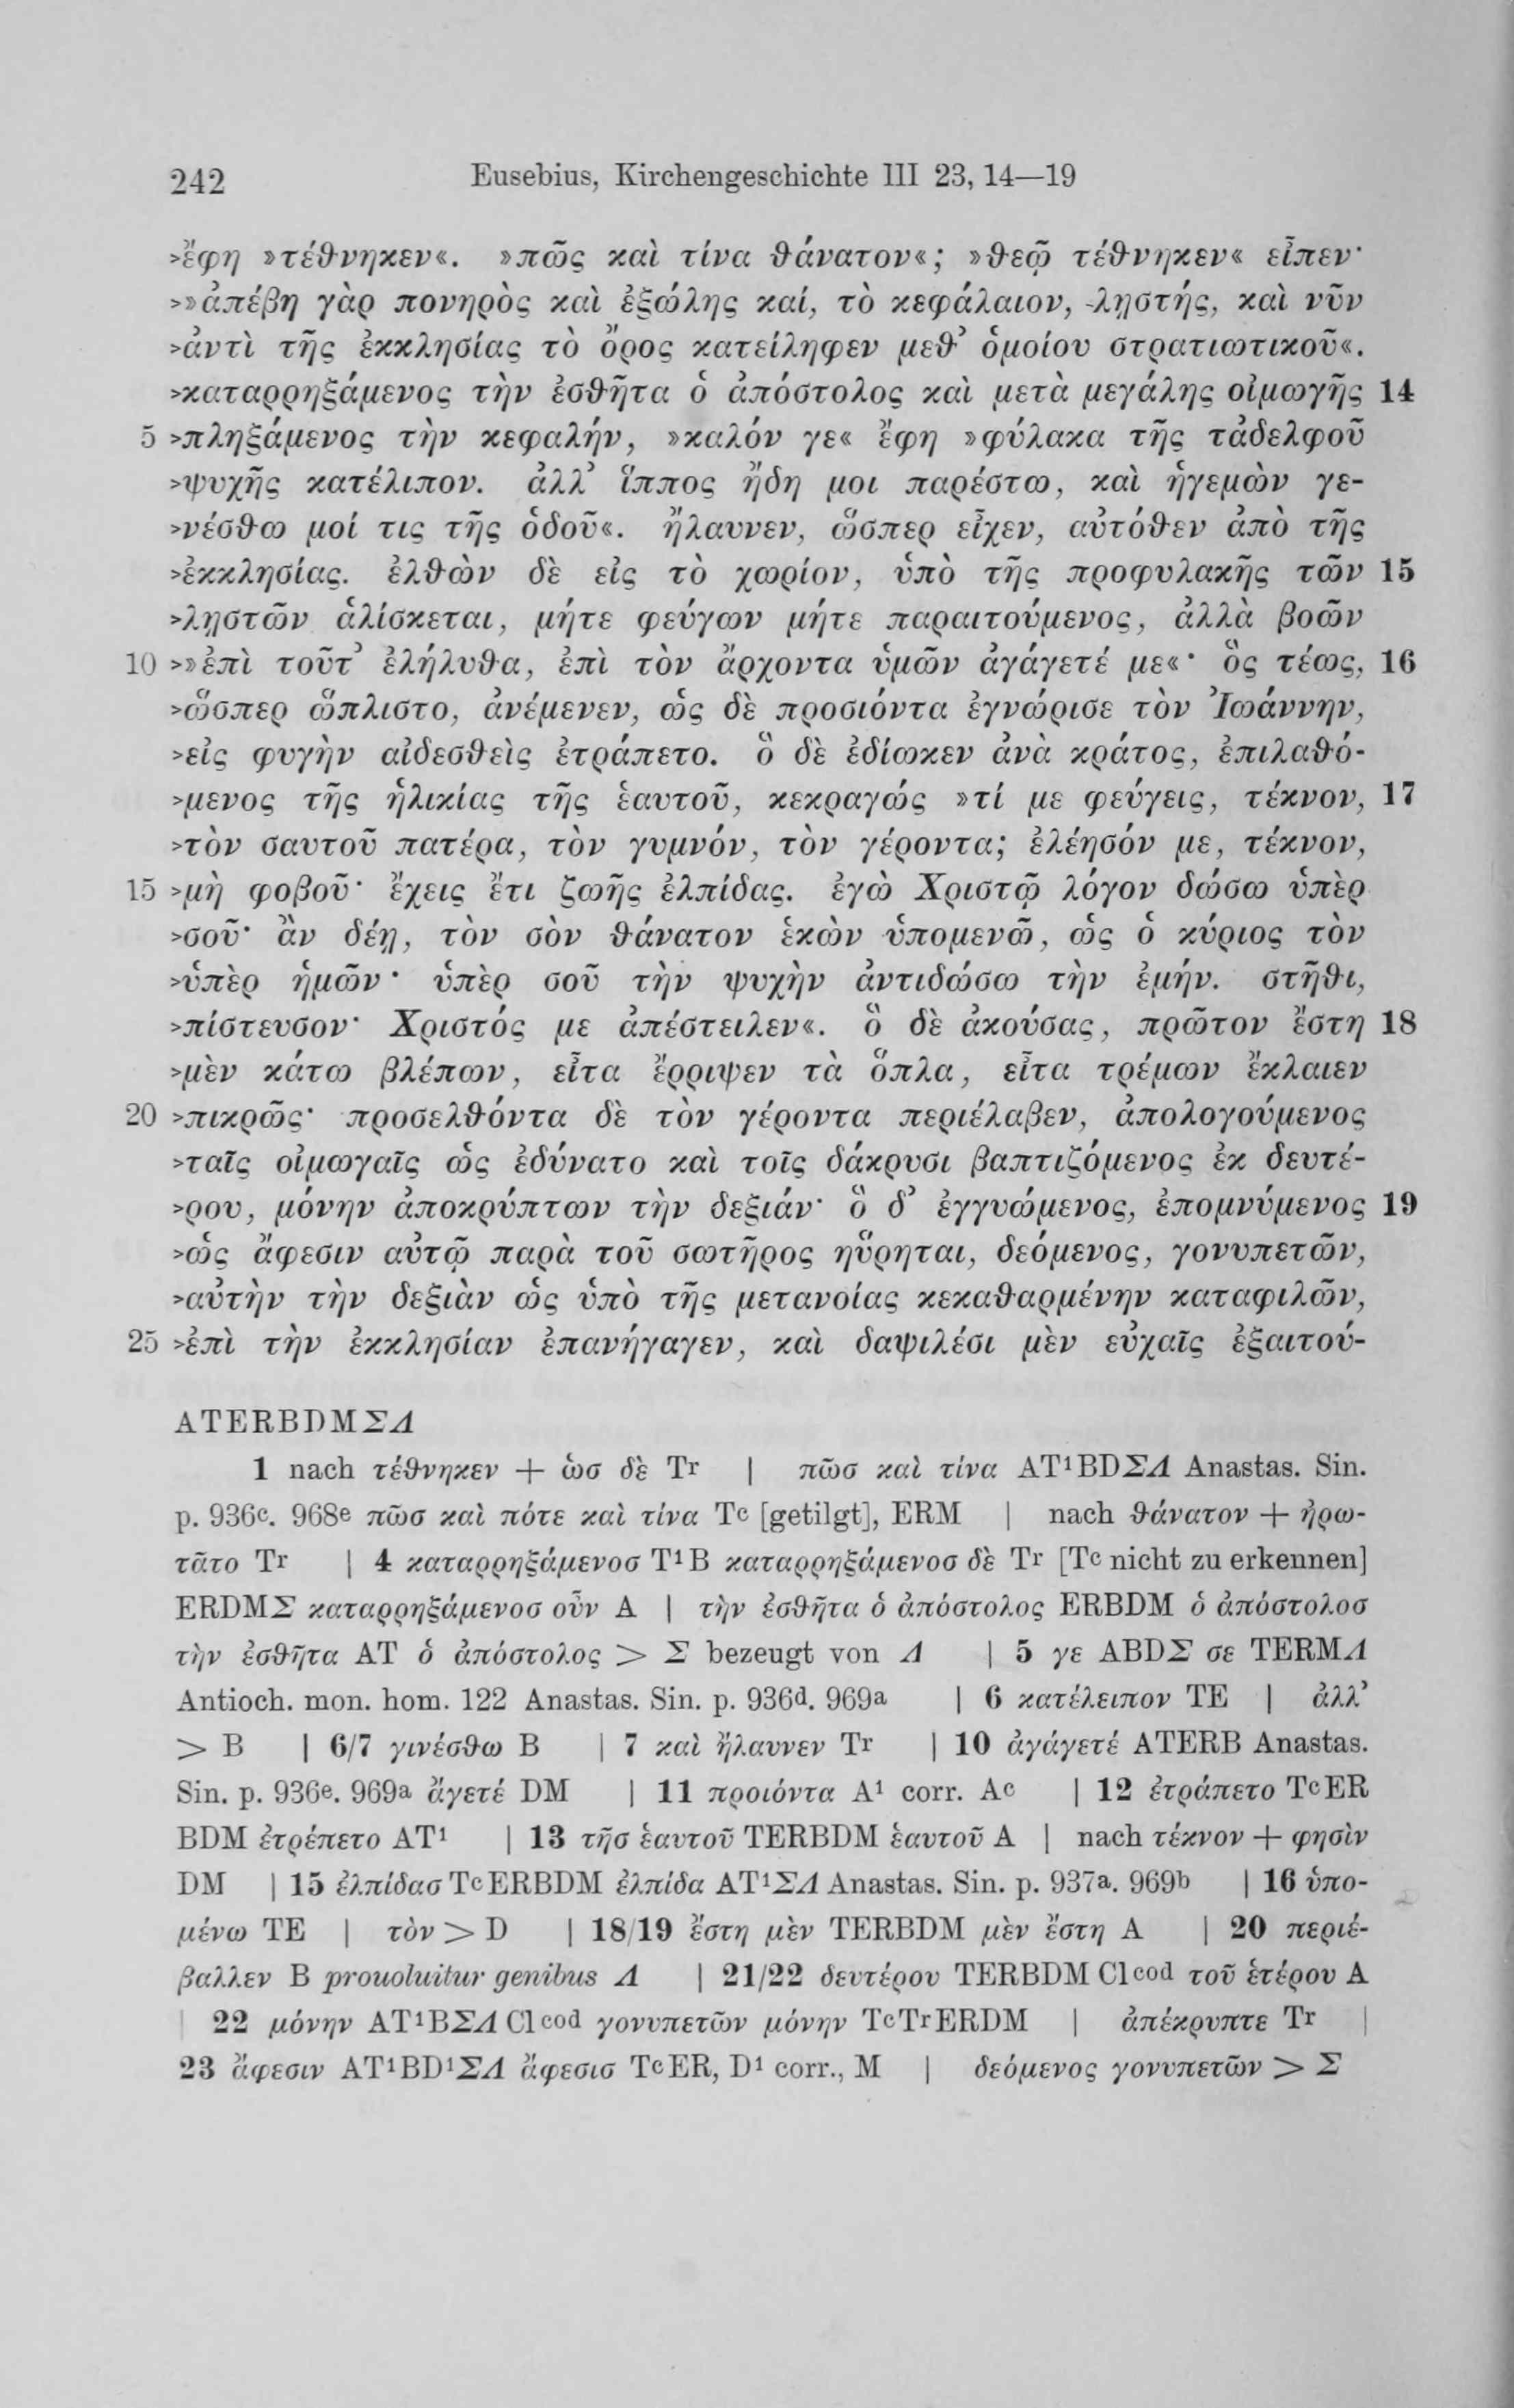 242 Eusebius, Kirchengeschichte III 23, 14—19
>ἔφη »τέθνηκεν«. »πῶς καὶ τίνα θάνατον«; »θεῷ τέθνηκεν« εἶπεν·
>»ἀπέβη γὰρ πονηρὸς καὶ ἐξώλης καί, τὸ κεφάλαιον, λῃστής, καὶ νῦν
>ἀντὶ τῆς ἐκκλησίας τὸ ὄρος κατείληφεν μεθ’ ὁμοίου στρατιωτικοῦ«.
>καταρρηξάμενος τὴν ἐσθῆτα ὁ ἀπόστολος καὶ μετὰ μεγάλης οἰμωγῆς 14
5 >πληξάμενος τὴν κεφαλήν, »καλόν γε« ἔφη »φύλακα τῆς τἀδελφοῦ
>ψυχῆς κατέλιπον. ἀλλ’ ἵππος ἤδη μοι παρέστω, καὶ ἡγεμὼν γε-
>νέσθω μοί τις τῆς ὁδοῦ«. ἤλαυνεν, ὥσπερ εἶχεν, αὐτόθεν ἀπὸ τῆς
>ἐκκλησίας. ἐλθὼν δὲ εἰς τὸ χωρίον, ὑπὸ τῆς προφυλακῆς τῶν 15
>λῃστῶν ἁλίσκεται, μήτε φεύγων μήτε παραιτούμενος, ἀλλὰ βοῶν
10 >»ἐπὶ τοῦτ’ ἐλήλυθα, ἐπὶ τὸν ἄρχοντα ὑμῶν ἀγάγετέ με«· ὃς τέως, 16
>ὥσπερ ὥπλιστο, ἀνέμενεν, ὡς δὲ προσιόντα ἐγνώρισε τὸν Ἰωάννην,
>εἰς φυγὴν αἰδεσθεὶς ἐτράπετο. ὃ δὲ ἐδίωκεν ἀνὰ κράτος, ἐπιλαθό-
>μενος τῆς ἡλικίας τῆς ἑαυτοῦ, κεκραγώς »τί με φεύγεις, τέκνον, 17
>τὸν σαυτοῦ πατέρα, τὸν γυμνόν, τὸν γέροντα; ἐλέησόν με, τέκνον,
15 >μὴ φοβοῦ· ἔχεις ἔτι ζωῆς ἐλπίδας. ἐγὼ Χριστῷ λόγον δώσω ὑπὲρ
>σοῦ· ἂν δέῃ, τὸν σὸν θάνατον ἑκὼν ὑπομενῶ, ὡς ὁ κύριος τὸν
>ὑπὲρ ἡμῶν· ὑπὲρ σοῦ τὴν ψυχὴν ἀντιδώσω τὴν ἐμήν. στῆθι,
>πίστευσον· Χριστός με ἀπέστειλεν«. ὃ δὲ ἀκούσας, πρῶτον ἔστη 18
>μὲν κάτω βλέπων, εἶτα ἔρριψεν τὰ ὅπλα, εἶτα τρέμων ἔκλαιεν
20 >πικρῶς· προσελθόντα δὲ τὸν γέροντα περιέλαβεν, ἀπολογούμενος
>ταῖς οἰμωγαῖς ὡς ἐδύνατο καὶ τοῖς δάκρυσι βαπτιζόμενος ἐκ δευτέ-
>ρου, μόνην ἀποκρύπτων τὴν δεξιάν· ὃ δ’ ἐγγυώμενος, ἐπομνύμενος 19
>ὡς ἄφεσιν αὐτῷ παρὰ τοῦ σωτῆρος ηὕρηται, δεόμενος, γονυπετῶν,
>αὐτὴν τὴν δεξιὰν ὡς ὑπὸ τῆς μετανοίας κεκαθαρμένην καταφιλῶν,
25 >ἐπὶ τὴν ἐκκλησίαν ἐπανήγαγεν, καὶ δαψιλέσι μὲν εὐχαῖς ἐξαιτού-
ATERBDMΣΛ
1 nach τέθνηκεν + ὡσ δὲ Tr | πῶσ καὶ τίνα AT¹BDΣΛ Anastas. Sin.
p. 936c. 968e πῶσ καὶ πότε καὶ τίνα Tc [getilgt], ERM | nach θάνατον + ἠρω-
τᾶτο Tr | 4 καταρρηξάμενοσ T¹B καταρρηξάμενοσ δὲ Tr [Tc nicht zu erkennen]
ERDMΣ καταρρηξάμενοσ οὖν A | τὴν ἐσθῆτα ὁ ἀπόστολος ERBDM ὁ ἀπόστολοσ
τὴν ἐσθῆτα AT ὁ ἀπόστολος > Σ bezeugt von Λ | 5 γε ABDΣ σε TERMΛ
Antioch. mon. hom. 122 Anastas. Sin. p. 936d. 969a | 6 κατέλειπον TE | ἀλλ’
> B | 6/7 γινέσθω B | 7 καὶ ἤλαυνεν Tr | 10 ἀγάγετέ ATERB Anastas.
Sin. p. 936e. 969a ἄγετέ DM | 11 προιόντα A¹ corr. Ac | 12 ἐτράπετο TcER
BDM ἐτρέπετο AT¹ | 13 τῆσ ἑαυτοῦ TERBDM ἑαυτοῦ A | nach τέκνον + φησὶν
DM | 15 ἐλπίδασ TcERBDM ἐλπίδα AT¹ΣΛ Anastas. Sin. p. 937a. 969b | 16 ὑπο-
μένω TE | τὸν > D | 18/19 ἔστη μὲν TERBDM μὲν ἔστη A | 20 περιέ-
βαλλεν B prouoluitur genibus Λ | 21/22 δευτέρου TERBDM Clcod τοῦ ἑτέρου A
| 22 μόνην AT¹BΣΛ Clcod γονυπετῶν μόνην TcTrERDM | ἀπέκρυπτε Tr |
23 ἄφεσιν AT¹BD¹ΣΛ ἄφεσισ TcER, D¹ corr., M | δεόμενος γονυπετῶν > Σ